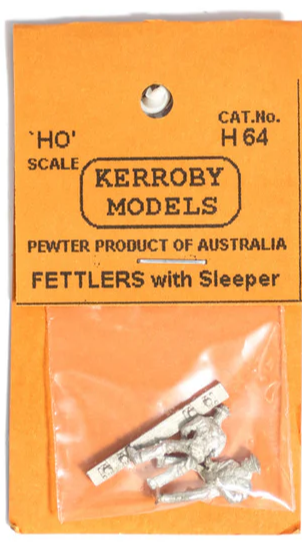 `HO'
SCALE
CAT.No.
H 64
KERROBY
MODELS
PEWTER PRODUCT OF AUSTRALIA
FETTLERS with Sleeper